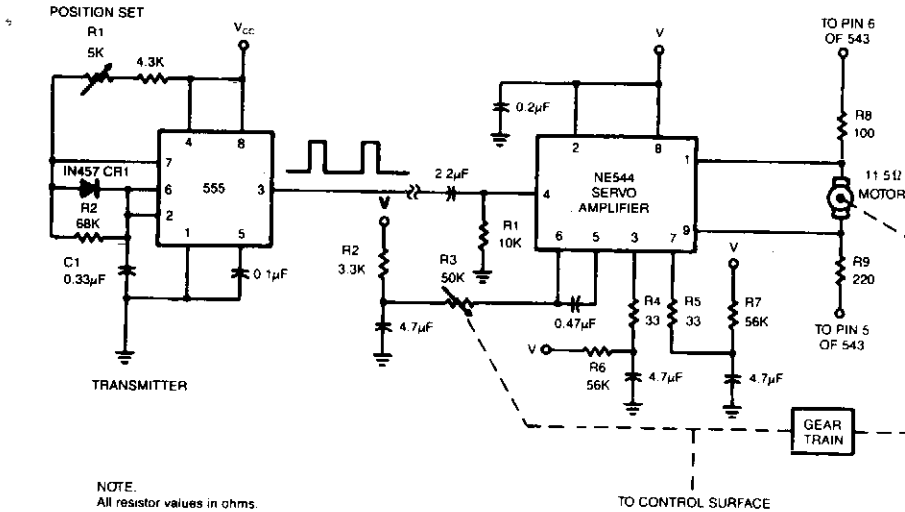 POSITION SET
R1
5K
4.3K
VCC
4
8
7
6
2
555
3
1
5
IN457 CR1
R2
68K
C1
0.33µF
0.1µF
TRANSMITTER
2.2µF
R1
10K
V
R2
3.3K
R3
50K
4.7µF
V
0.2µF
2
8
1
4
NE544
SERVO
AMPLIFIER
9
6
5
3
7
0.47µF
R4
33
R5
33
V
R7
56K
V
R6
56K
4.7µF
4.7µF
TO PIN 6
OF 543
R8
100
11 5Ω
MOTOR
R9
220
TO PIN 5
OF 543
GEAR
TRAIN
TO CONTROL SURFACE
NOTE.
All resistor values in ohms.